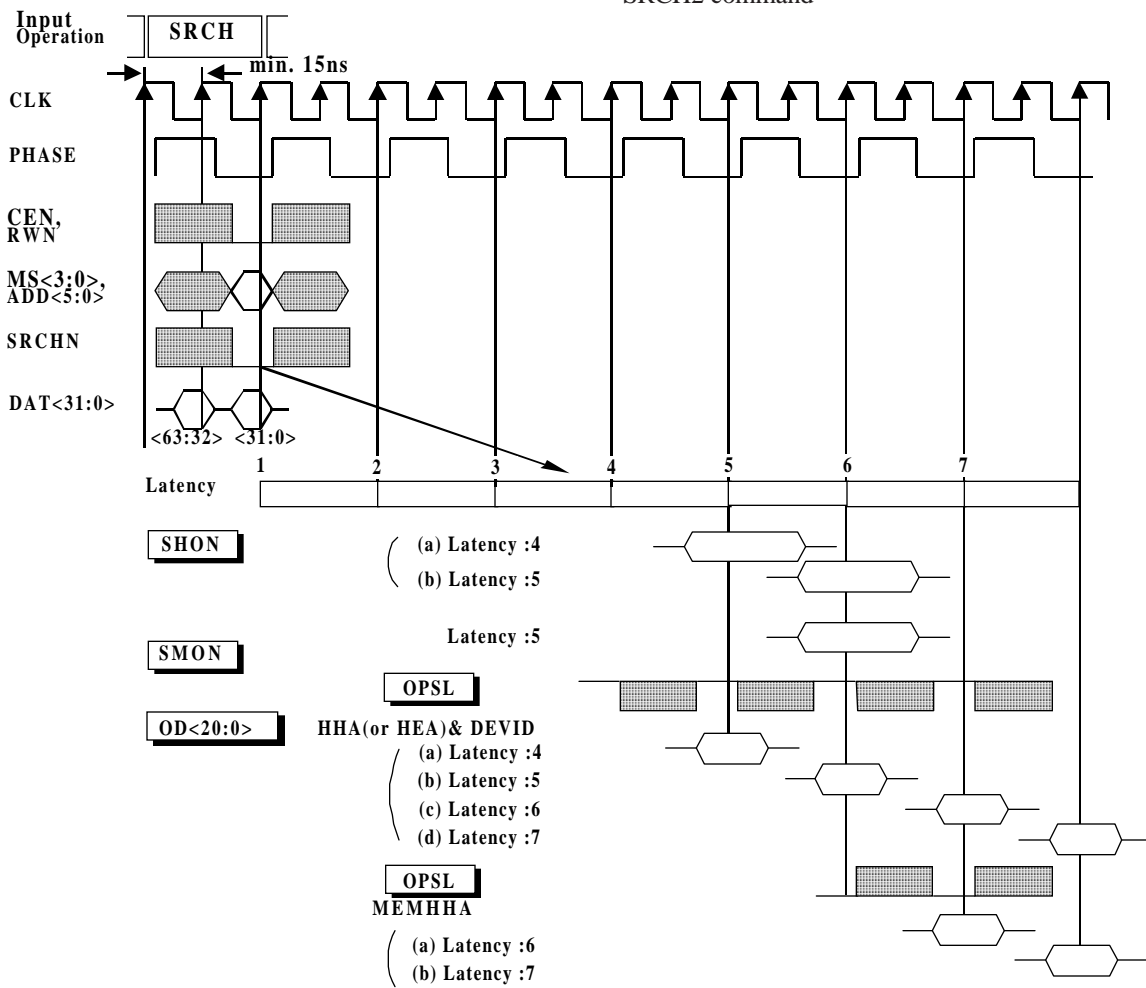 SRCH2 command
Input
Operation
SRCH
min. 15ns
CLK
PHASE
CEN,
RWN
MS<3:0>,
ADD<5:0>
SRCHN
DAT<31:0>
<63:32> <31:0>
1 2 3 4 5 6 7
Latency
SHON
(a) Latency :4
(b) Latency :5
Latency :5
SMON
OPSL
OD<20:0>
HHA(or HEA)& DEVID
(a) Latency :4
(b) Latency :5
(c) Latency :6
(d) Latency :7
OPSL
MEMHHA
(a) Latency :6
(b) Latency :7